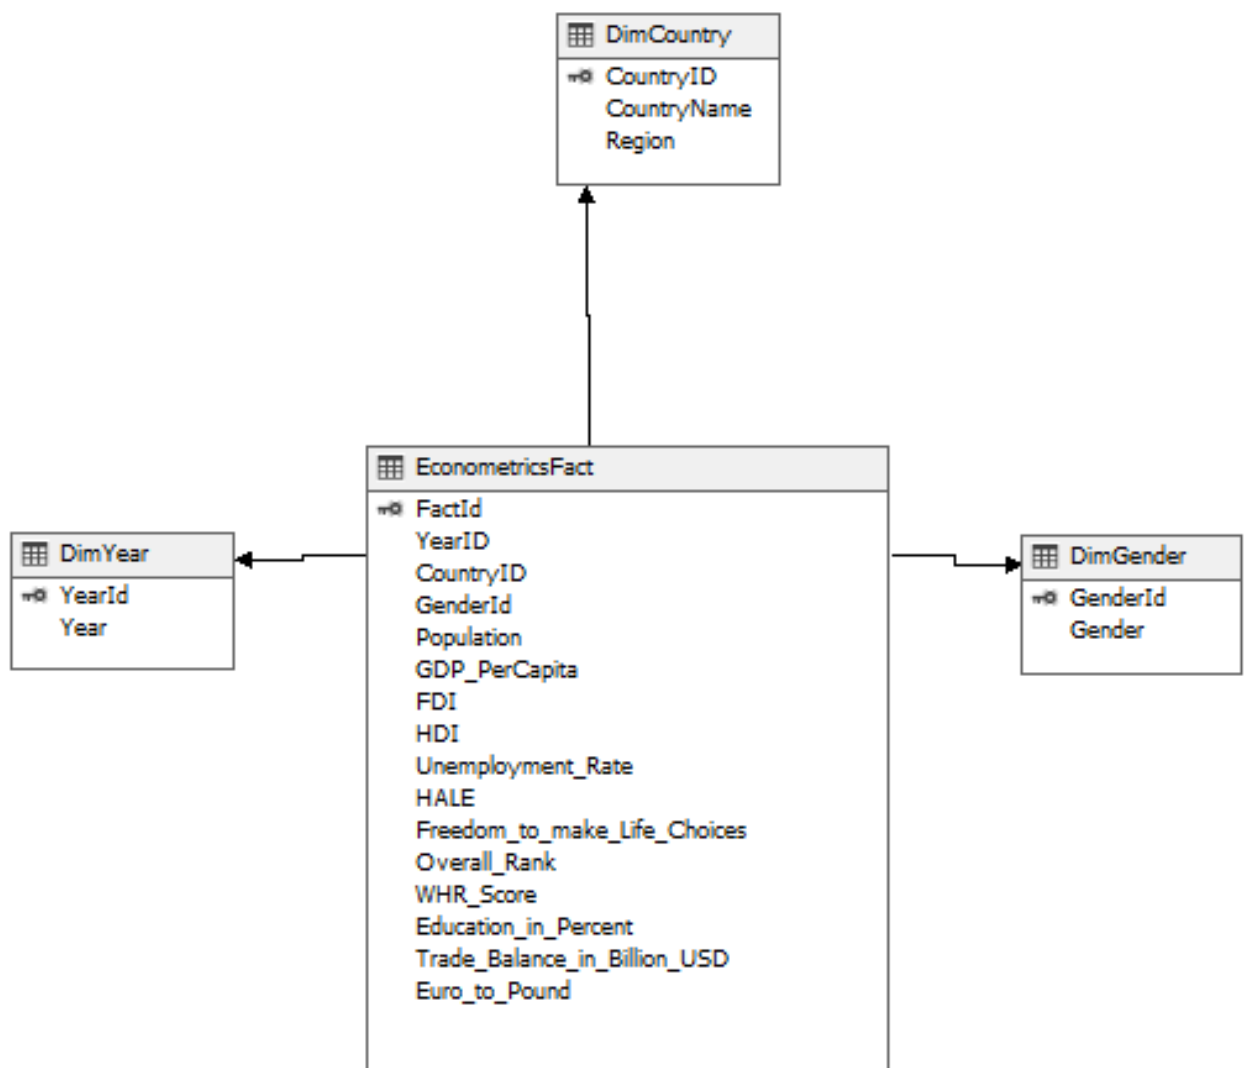 DimCountry
CountryID
CountryName
Region
EconometricsFact
FactId
YearID
CountryID
GenderId
Population
GDP_PerCapita
FDI
HDI
Unemployment_Rate
HALE
Freedom_to_make_Life_Choices
Overall_Rank
WHR_Score
Education_in_Percent
Trade_Balance_in_Billion_USD
Euro_to_Pound
DimYear
YearId
Year
DimGender
GenderId
Gender